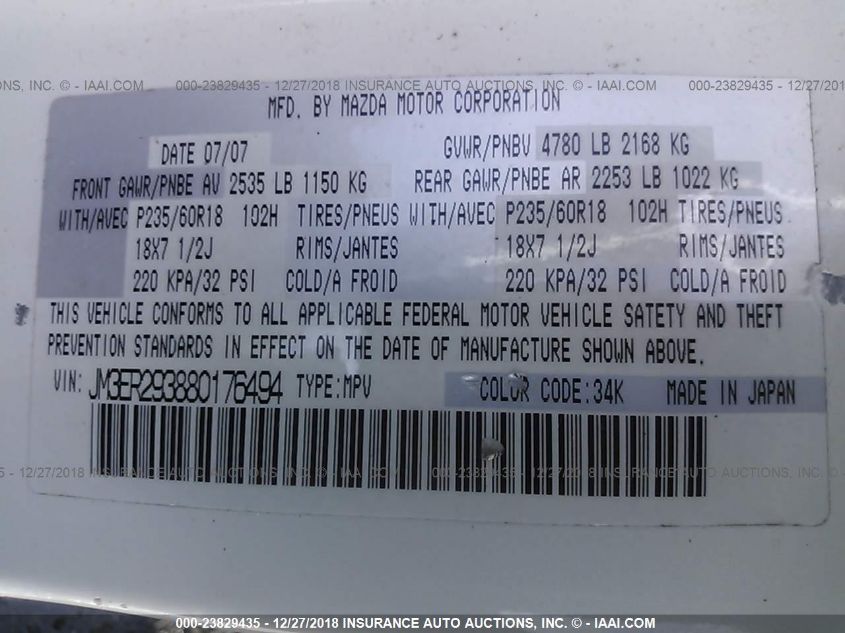 000-23829435 - 12/27/2018 INSURANCE AUTO AUCTIONS, INC. © - IAAI.COM
MFD. BY MAZDA MOTOR CORPORATION
DATE 07/07 GVWR/PNBV 4780 LB 2168 KG
FRONT GAWR/PNBE AV 2535 LB 1150 KG REAR GAWR/PNBE AR 2253 LB 1022 KG
WITH/AVEC P235/60R18 102H TIRES/PNEUS WITH/AVEC P235/60R18 102H TIRES/PNEUS
18X7 1/2J RIMS/JANTES 18X7 1/2J RIMS/JANTES
220 KPA/32 PSI COLD/A FROID 220 KPA/32 PSI COLD/A FROID
THIS VEHICLE CONFORMS TO ALL APPLICABLE FEDERAL MOTOR VEHICLE SATETY AND THEFT
PREVENTION STANDARDS IN EFFECT ON THE DATE OF MANUFACTURE SHOWN ABOVE.
VIN: JM3ER293880176494 TYPE:MPV COLOR CODE:34K MADE IN JAPAN
000-23829435 - 12/27/2018 INSURANCE AUTO AUCTIONS, INC. © - IAAI.COM
000-23829435 - 12/27/2018 INSURANCE AUTO AUCTIONS, INC. © - IAAI.COM